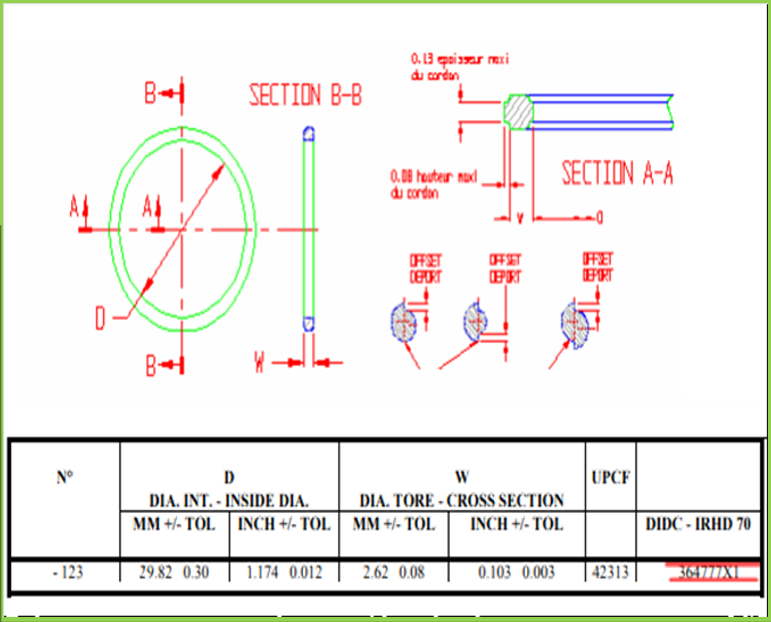 0.13 epaisseur maxi
du cordon
B
SECTION B-B
A
A
0.08 hauteur maxi
du cordon
SECTION A-A
D
OFFSET
DEPORT
OFFSET
DEPORT
OFFSET
DEPORT
D
B
W
N° D W UPCF
DIA. INT. - INSIDE DIA. DIA. TORE - CROSS SECTION
MM +/- TOL INCH +/- TOL MM +/- TOL INCH +/- TOL DIDC - IRHD 70
- 123 29.82 0.30 1.174 0.012 2.62 0.08 0.103 0.003 42313 364777X1